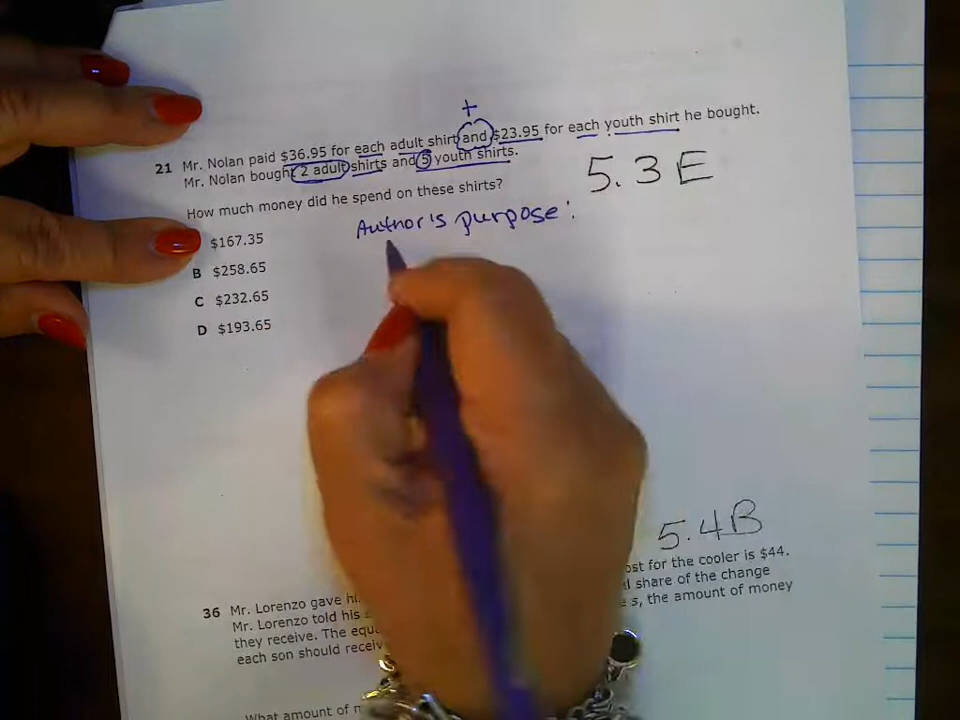 +
21 Mr. Nolan paid $36.95 for each adult shirt and $23.95 for each youth shirt he bought.
Mr. Nolan bought 2 adult shirts and 5 youth shirts.
5.3E
How much money did he spend on these shirts?
Author's purpose:
$167.35
B $258.65
C $232.65
D $193.65
5.4B
36 Mr. Lorenzo gave hi ost for the cooler is $44.
Mr. Lorenzo told his share of the change
they receive. The equ s, the amount of money
each son should receiv
What amount of